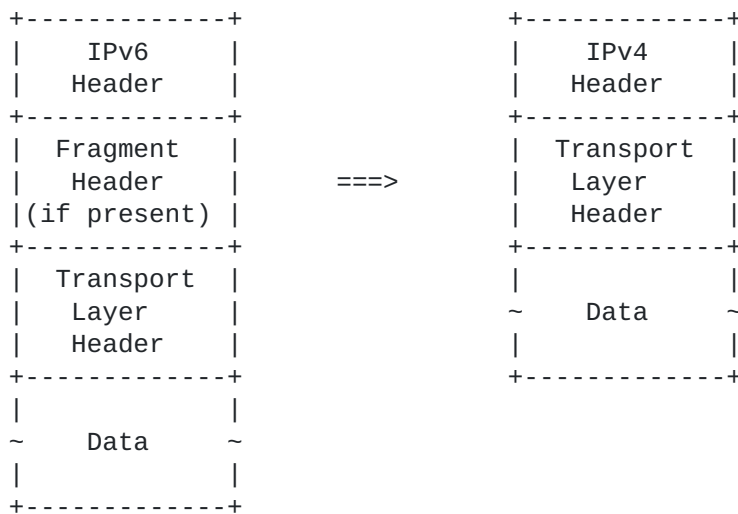 +-------------+                 +-------------+
|    IPv6     |                 |    IPv4     |
|   Header    |                 |   Header    |
+-------------+                 +-------------+
|  Fragment   |                 |  Transport  |
|   Header    |      ===>       |   Layer     |
|(if present) |                 |   Header    |
+-------------+                 +-------------+
|  Transport  |                 |             |
|   Layer     |                 ~    Data     ~
|   Header    |                 |             |
+-------------+                 +-------------+
|             |
~    Data     ~
|             |
+-------------+